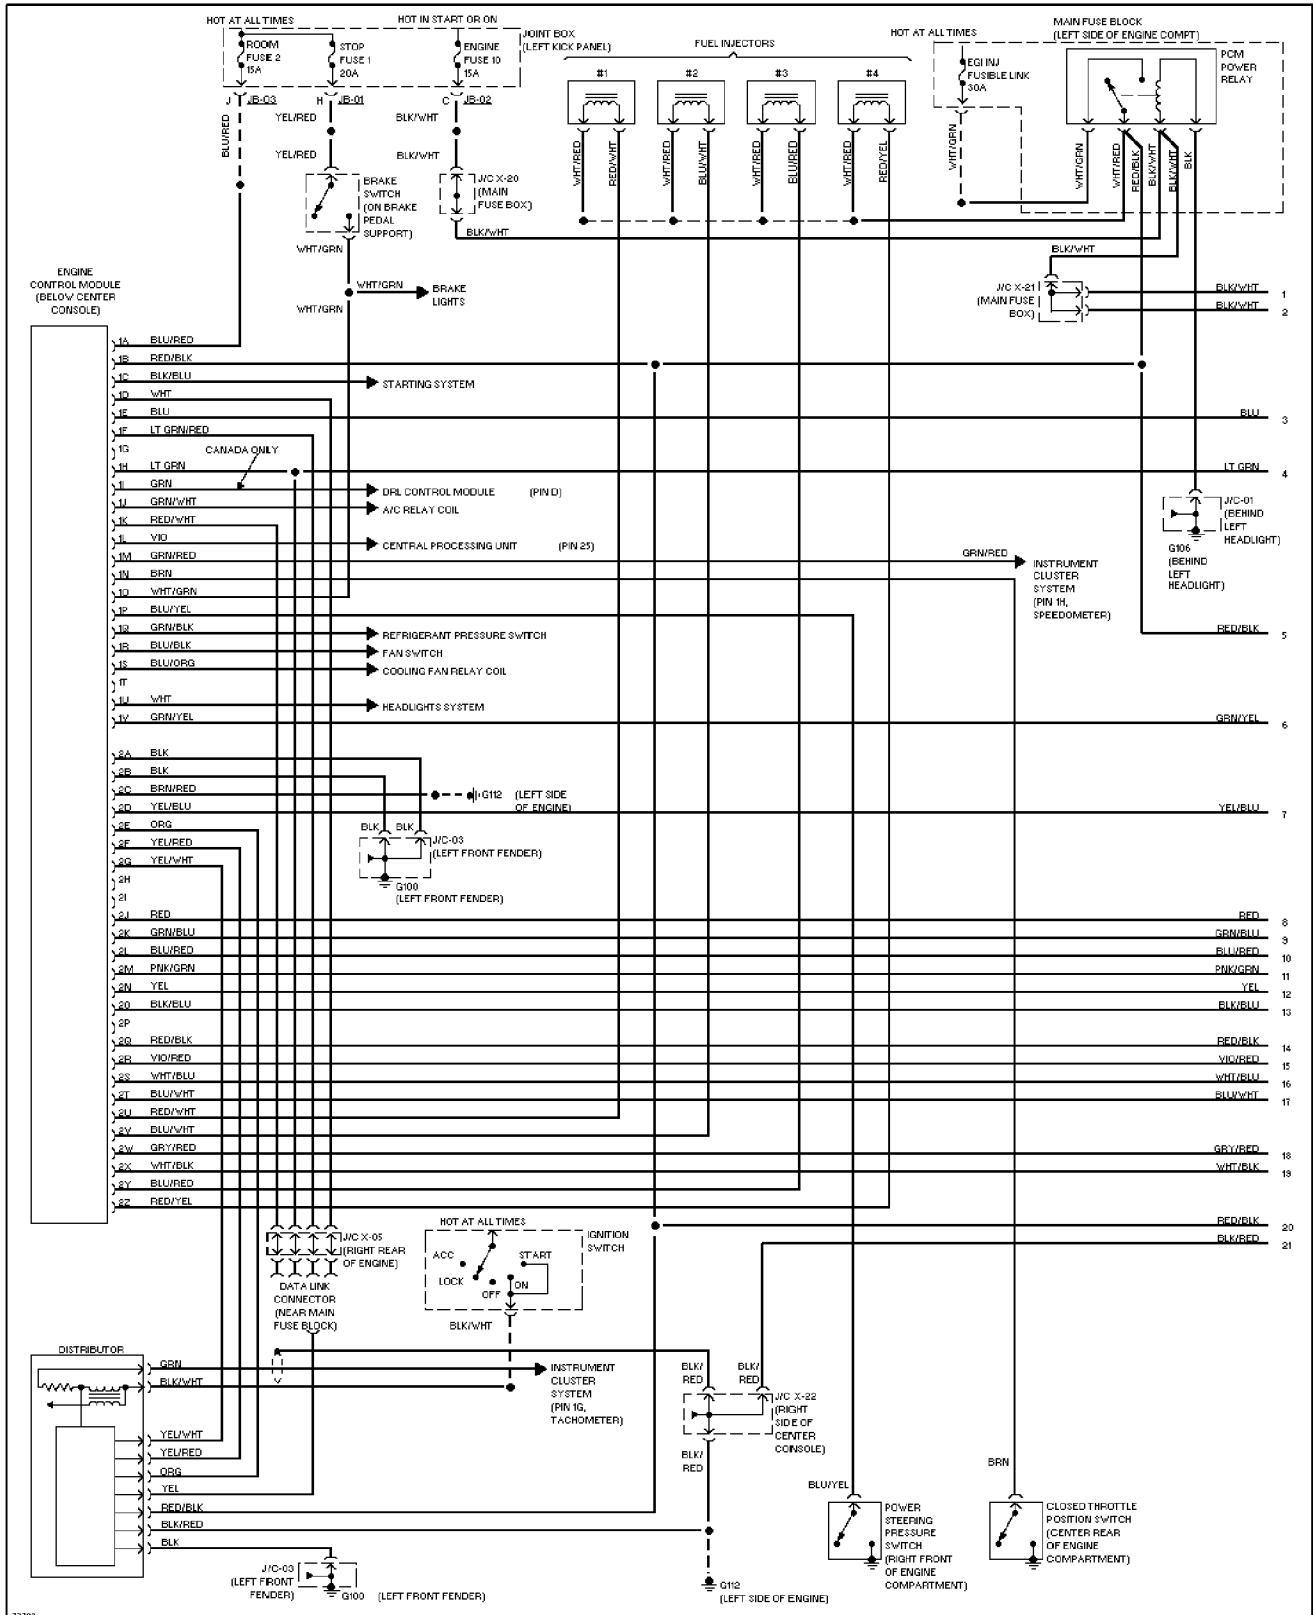 HOT AT ALL TIMES
HOT IN START OR ON
JOINT BOX
(LEFT KICK PANEL)
ROOM
FUSE 2
15A
STOP
FUSE 1
20A
ENGINE
FUSE 10
15A
J
JB-03
H
JB-01
C
JB-02
BLU/RED
YEL/RED
YEL/RED
BLK/WHT
BLK/WHT
BRAKE
SWITCH
(ON BRAKE
PEDAL
SUPPORT)
J/C X-20
(MAIN
FUSE BOX)
BLK/WHT
WHT/GRN
WHT/GRN
BRAKE
LIGHTS
WHT/GRN
FUEL INJECTORS
#1
#2
#3
#4
WHT/RED
RED/WHT
WHT/RED
BLU/WHT
WHT/RED
BLU/RED
WHT/RED
RED/YEL
HOT AT ALL TIMES
MAIN FUSE BLOCK
(LEFT SIDE OF ENGINE COMPT)
EGI INJ
FUSIBLE LINK
30A
PCM
POWER
RELAY
WHT/GRN
WHT/GRN
WHT/RED
RED/BLK
BLK/WHT
BLK/WHT
BLK
BLK/WHT
J/C X-21
(MAIN FUSE
BOX)
BLK/WHT 1
BLK/WHT 2
ENGINE
CONTROL MODULE
(BELOW CENTER
CONSOLE)
1A BLU/RED
1B RED/BLK
1C BLK/BLU
STARTING SYSTEM
1D WHT
1E BLU
BLU 3
1F LT GRN/RED
1G
CANADA ONLY
1H LT GRN
LT GRN 4
1I GRN
DRL CONTROL MODULE (PIN D)
1J GRN/WHT
A/C RELAY COIL
1K RED/WHT
1L VIO
CENTRAL PROCESSING UNIT (PIN 25)
1M GRN/RED
GRN/RED
INSTRUMENT
CLUSTER
SYSTEM
(PIN 1H,
SPEEDOMETER)
J/C-01
(BEHIND
LEFT
HEADLIGHT)
G106
(BEHIND
LEFT
HEADLIGHT)
1N BRN
1O WHT/GRN
1P BLU/YEL
1Q GRN/BLK
REFRIGERANT PRESSURE SWITCH
RED/BLK 5
1R BLU/BLK
FAN SWITCH
1S BLU/ORG
COOLING FAN RELAY COIL
1T
1U WHT
HEADLIGHTS SYSTEM
1V GRN/YEL
GRN/YEL 6
2A BLK
2B BLK
2C BRN/RED
G112 (LEFT SIDE
OF ENGINE)
2D YEL/BLU
YEL/BLU 7
2E ORG
BLK BLK
J/C-03
(LEFT FRONT FENDER)
G100
(LEFT FRONT FENDER)
2F YEL/RED
2G YEL/WHT
2H
2I
2J RED
RED 8
2K GRN/BLU
GRN/BLU 9
2L BLU/RED
BLU/RED 10
2M PNK/GRN
PNK/GRN 11
2N YEL
YEL 12
2O BLK/BLU
BLK/BLU 13
2P
2Q RED/BLK
RED/BLK 14
2R VIO/RED
VIO/RED 15
2S WHT/BLU
WHT/BLU 16
2T BLU/WHT
BLU/WHT 17
2U RED/WHT
2V BLU/WHT
2W GRY/RED
GRY/RED 18
2X WHT/BLK
WHT/BLK 19
2Y BLU/RED
2Z RED/YEL
RED/BLK 20
BLK/RED 21
J/C X-05
(RIGHT REAR
OF ENGINE)
DATA LINK
CONNECTOR
(NEAR MAIN
FUSE BLOCK)
HOT AT ALL TIMES
IGNITION
SWITCH
ACC
START
LOCK
ON
OFF
BLK/WHT
DISTRIBUTOR
GRN
BLK/WHT
INSTRUMENT
CLUSTER
SYSTEM
(PIN 1G,
TACHOMETER)
YEL/WHT
YEL/RED
ORG
YEL
RED/BLK
BLK/RED
BLK
BLK/
RED
BLK/
RED
J/C X-22
(RIGHT
SIDE OF
CENTER
CONSOLE)
BLK/
RED
G112
(LEFT SIDE OF ENGINE)
J/C-03
(LEFT FRONT
FENDER)
G100 (LEFT FRONT FENDER)
BLU/YEL
POWER
STEERING
PRESSURE
SWITCH
(RIGHT FRONT
OF ENGINE
COMPARTMENT)
BRN
CLOSED THROTTLE
POSITION SWITCH
(CENTER REAR
OF ENGINE
COMPARTMENT)